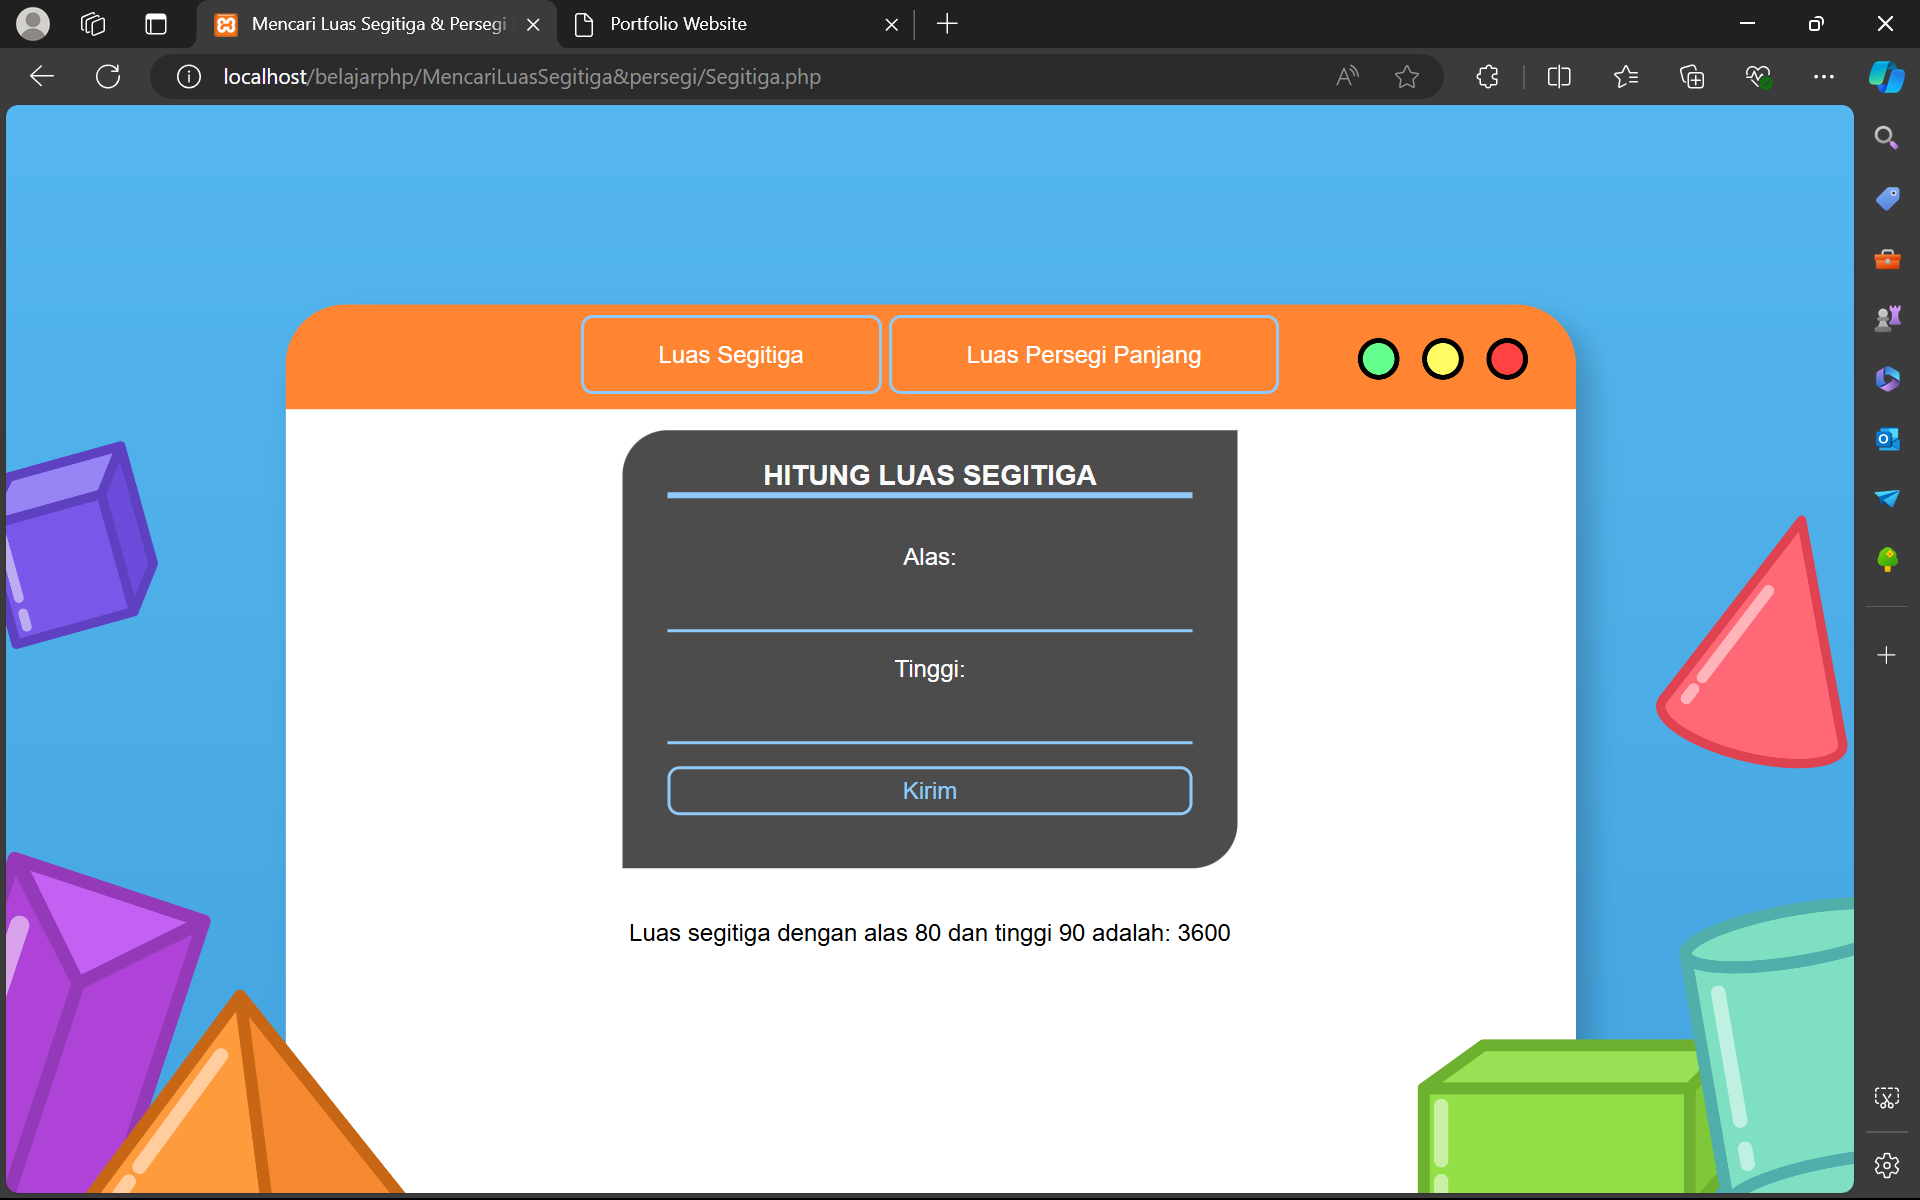 Mencari Luas Segitiga & Persegi
Portfolio Website
localhost/belajarphp/MencariLuasSegitiga&persegi/Segitiga.php
Luas Segitiga
Luas Persegi Panjang
HITUNG LUAS SEGITIGA
Alas:
Tinggi:
Kirim
Luas segitiga dengan alas 80 dan tinggi 90 adalah: 3600